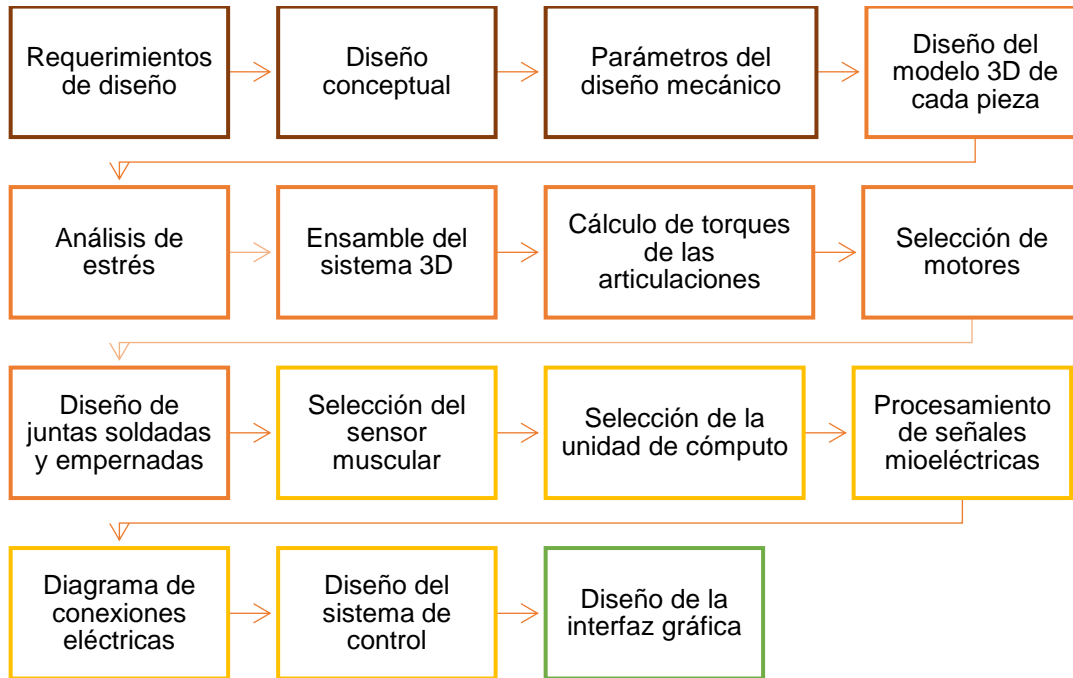 Requerimientos
de diseño
Diseño
conceptual
Parámetros del
diseño mecánico
Diseño del
modelo 3D de
cada pieza
Análisis de
estrés
Ensamble del
sistema 3D
Cálculo de torques
de las
articulaciones
Selección de
motores
Diseño de
juntas soldadas
y empernadas
Selección del
sensor
muscular
Selección de la
unidad de cómputo
Procesamiento
de señales
mioeléctricas
Diagrama de
conexiones
eléctricas
Diseño del
sistema de
control
Diseño de la
interfaz gráfica